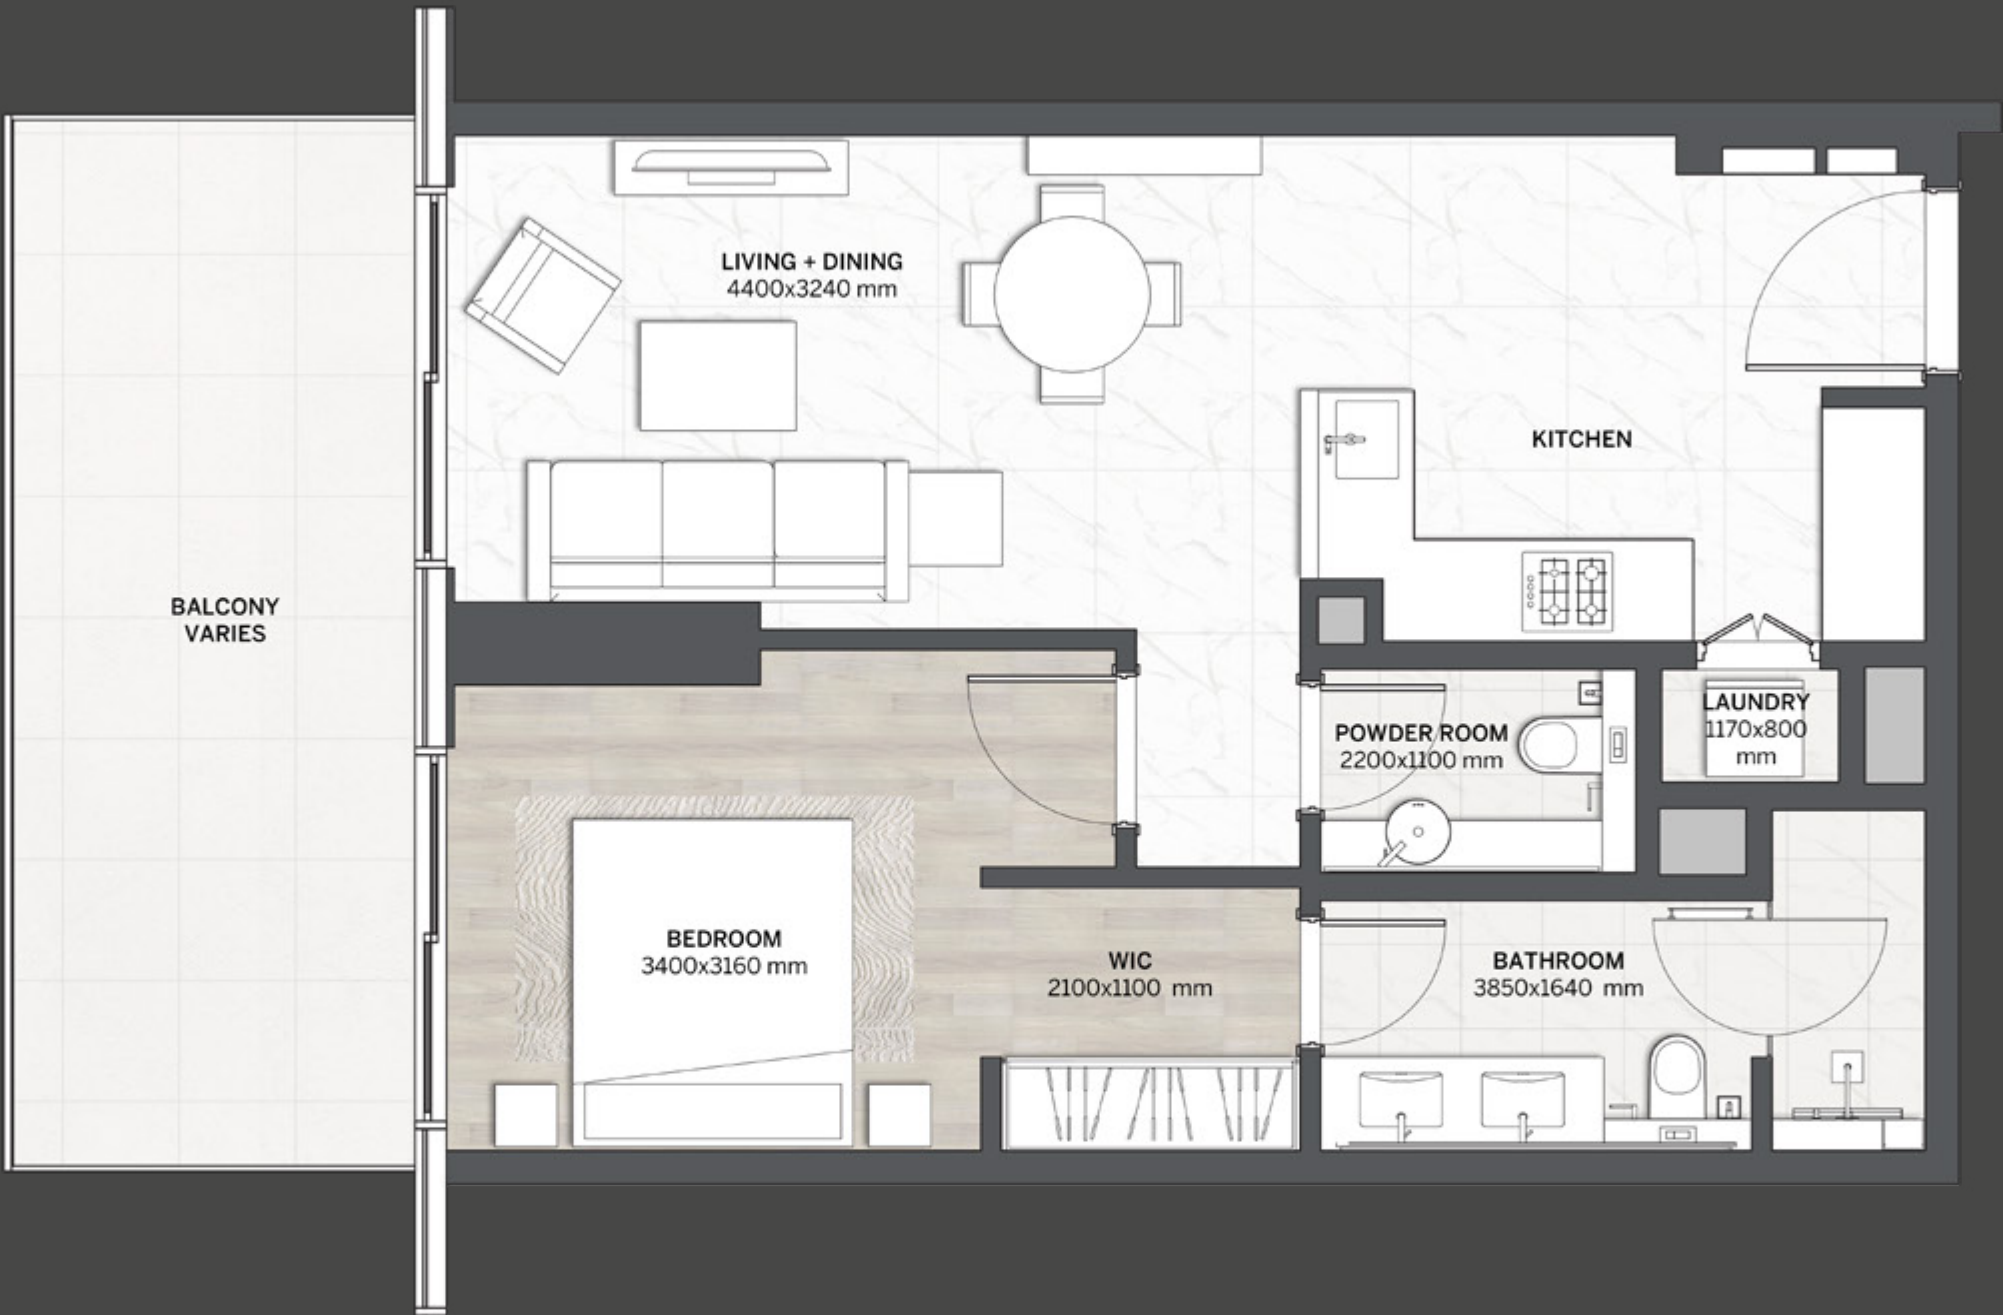 LIVING + DINING
4400x3240 mm
KITCHEN
BALCONY
VARIES
POWDER ROOM
2200x1100 mm
LAUNDRY
1170x800
mm
BEDROOM
3400x3160 mm
WIC
2100x1100 mm
BATHROOM
3850x1640 mm